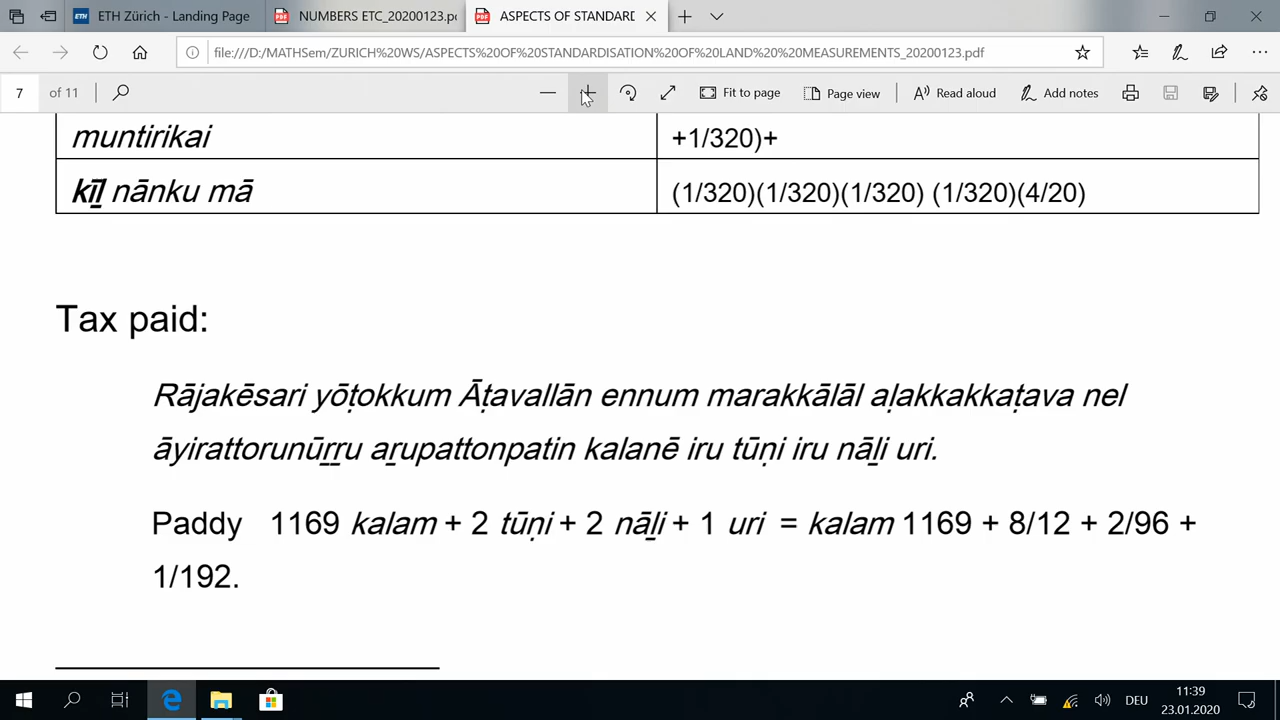 ETH Zürich - Landing Page
NUMBERS ETC_20200123.p
ASPECTS OF STANDARD
file:///D:/MATHSem/ZURICH%20WS/ASPECTS%20OF%20STANDARDISATION%20OF%20LAND%20%20MEASUREMENTS_20200123.pdf
7 of 11
Fit to page
Page view
Read aloud
Add notes
muntirikai +1/320)+
kīḻ nānku mā (1/320)(1/320)(1/320) (1/320)(4/20)
Tax paid:
Rājakēsari yōṭokkum Āṭavallān ennum marakkālāl aḷakkakkaṭava nel
āyirattorunūṟṟu aṟupattonpatin kalanē iru tūṇi iru nāḻi uri.
Paddy 1169 kalam + 2 tūṇi + 2 nāḻi + 1 uri = kalam 1169 + 8/12 + 2/96 +
1/192.
DEU
11:39
23.01.2020